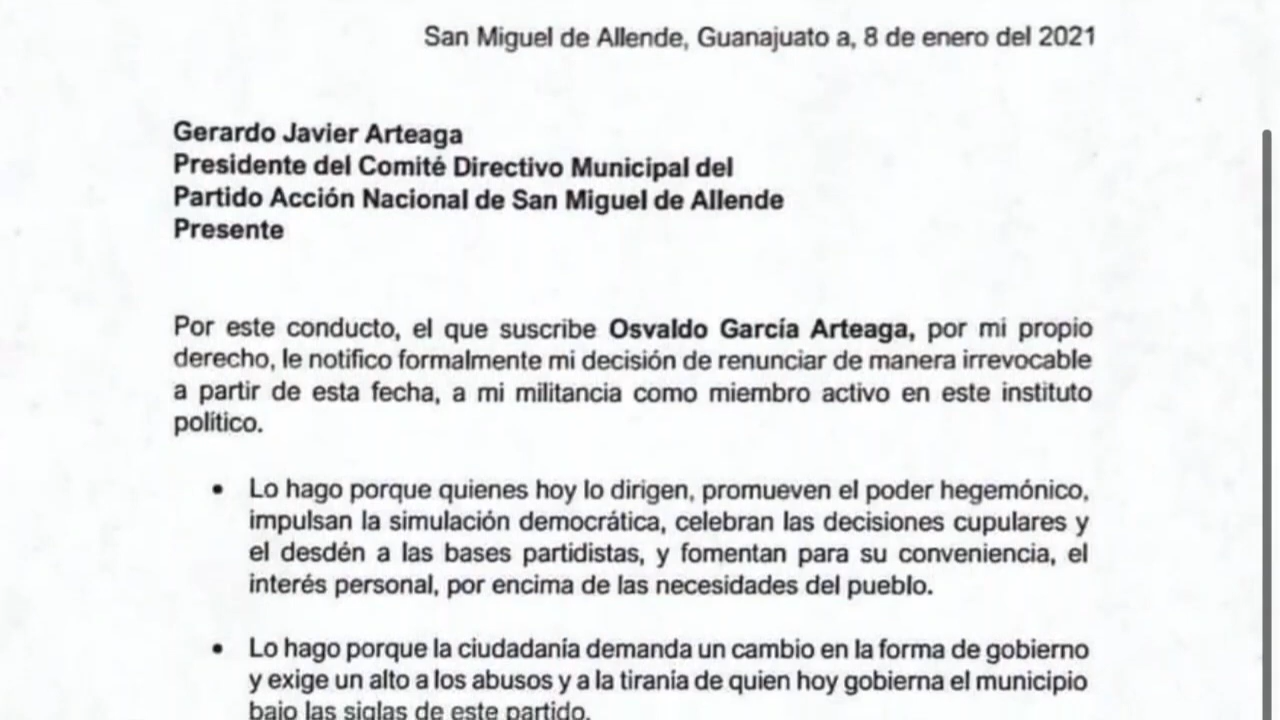 San Miguel de Allende, Guanajuato a, 8 de enero del 2021
Gerardo Javier Arteaga
Presidente del Comité Directivo Municipal del
Partido Acción Nacional de San Miguel de Allende
Presente
Por este conducto, el que suscribe Osvaldo García Arteaga, por mi propio
derecho, le notifico formalmente mi decisión de renunciar de manera irrevocable
a partir de esta fecha, a mi militancia como miembro activo en este instituto
político.
• Lo hago porque quienes hoy lo dirigen, promueven el poder hegemónico,
impulsan la simulación democrática, celebran las decisiones cupulares y
el desdén a las bases partidistas, y fomentan para su conveniencia, el
interés personal, por encima de las necesidades del pueblo.
• Lo hago porque la ciudadanía demanda un cambio en la forma de gobierno
y exige un alto a los abusos y a la tiranía de quien hoy gobierna el municipio
bajo las siglas de este partido.